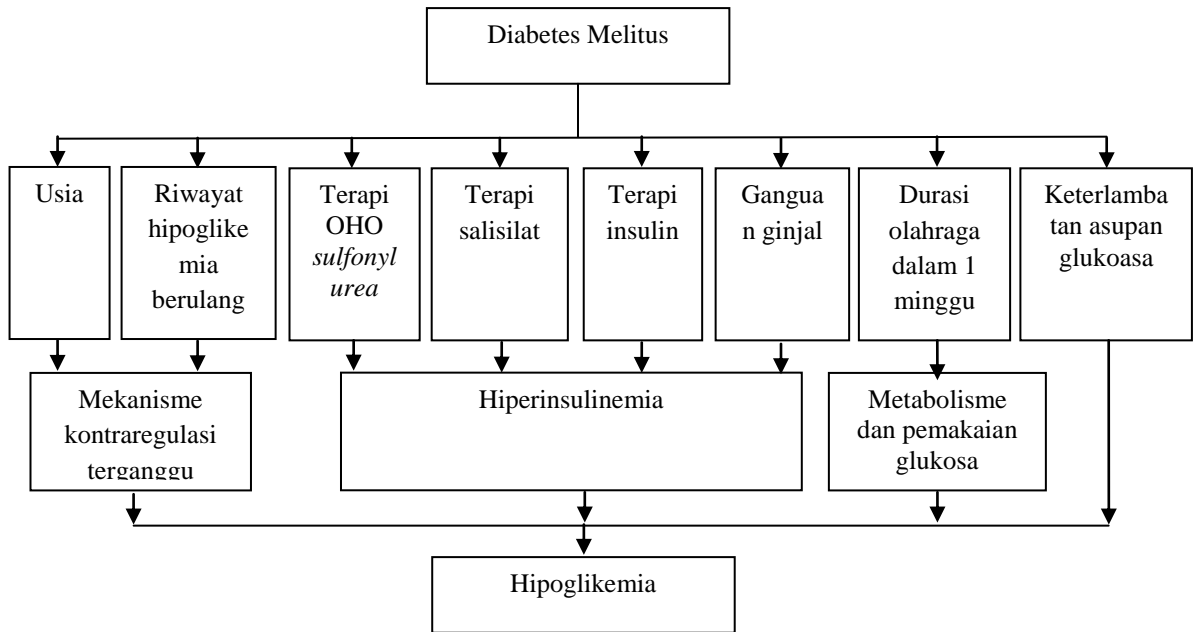 Diabetes Melitus
Usia
Riwayat
hipoglike
mia
berulang
Terapi
OHO
sulfonyl
urea
Terapi
salisilat
Terapi
insulin
Ganggua
n ginjal
Durasi
olahraga
dalam 1
minggu
Keterlamba
tan asupan
glukoasa
Mekanisme
kontraregulasi
terganggu
Hiperinsulinemia
Metabolisme
dan pemakaian
glukosa
Hipoglikemia